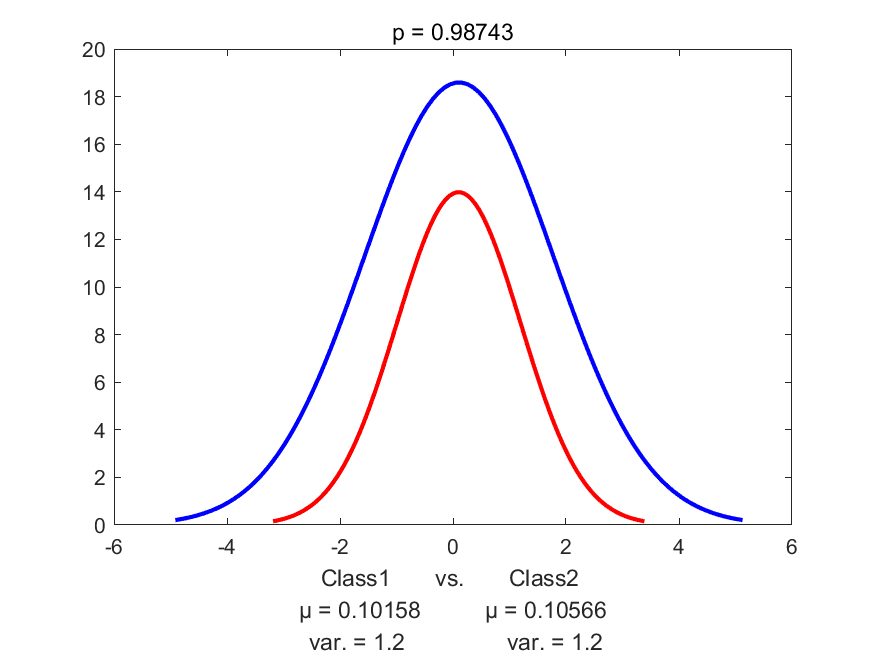 p = 0.98743
20
18
16
14
12
10
8
6
4
2
0
-6 -4 -2 0 2 4 6
Class1 vs. Class2
μ = 0.10158 μ = 0.10566
var. = 1.2 var. = 1.2